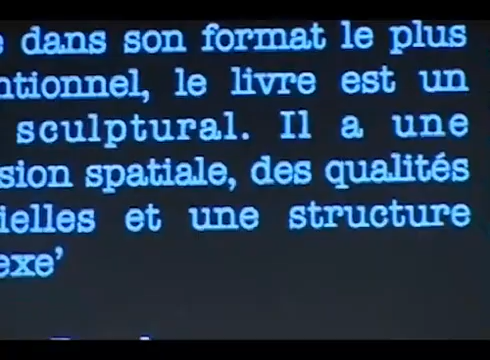 dans son format le plus
ntionnel, le livre est un
sculptural. Il a une
sion spatiale, des qualités
ielles et une structure
exe’